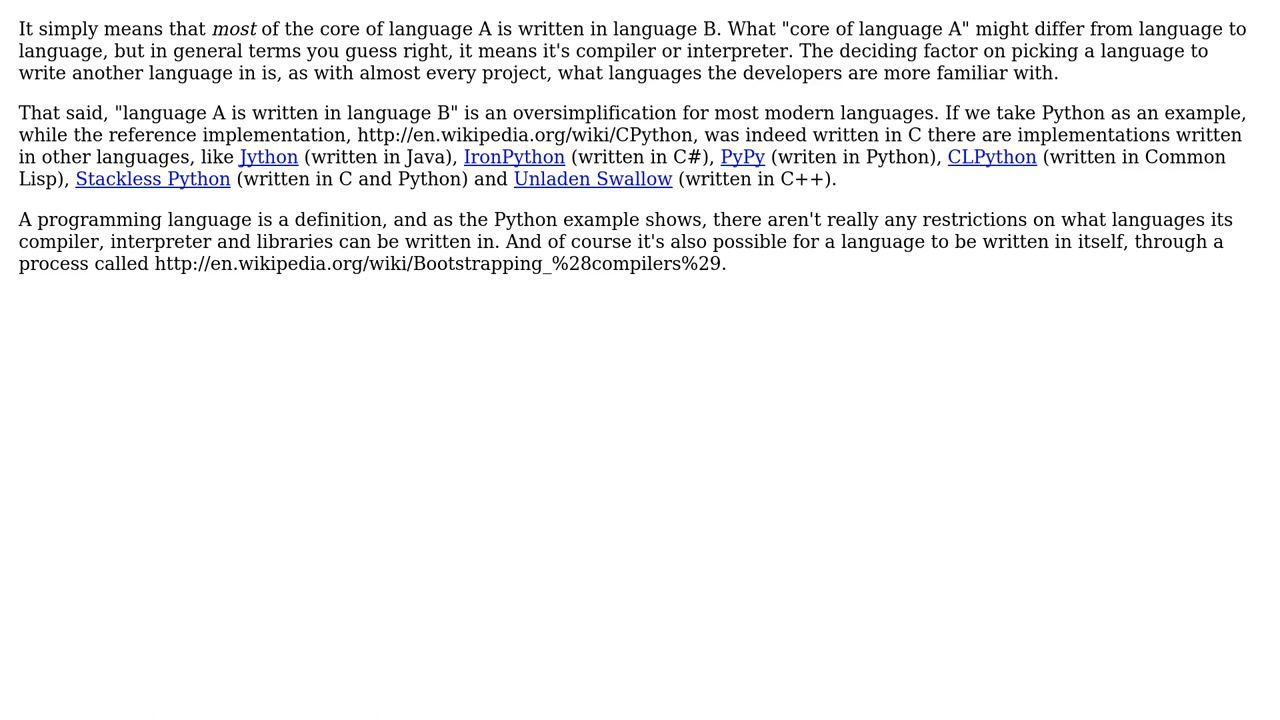 It simply means that most of the core of language A is written in language B. What "core of language A" might differ from language to
language, but in general terms you guess right, it means it's compiler or interpreter. The deciding factor on picking a language to
write another language in is, as with almost every project, what languages the developers are more familiar with.
That said, "language A is written in language B" is an oversimplification for most modern languages. If we take Python as an example,
while the reference implementation, http://en.wikipedia.org/wiki/CPython, was indeed written in C there are implementations written
in other languages, like Jython (written in Java), IronPython (written in C#), PyPy (writen in Python), CLPython (written in Common
Lisp), Stackless Python (written in C and Python) and Unladen Swallow (written in C++).
A programming language is a definition, and as the Python example shows, there aren't really any restrictions on what languages its
compiler, interpreter and libraries can be written in. And of course it's also possible for a language to be written in itself, through a
process called http://en.wikipedia.org/wiki/Bootstrapping_%28compilers%29.